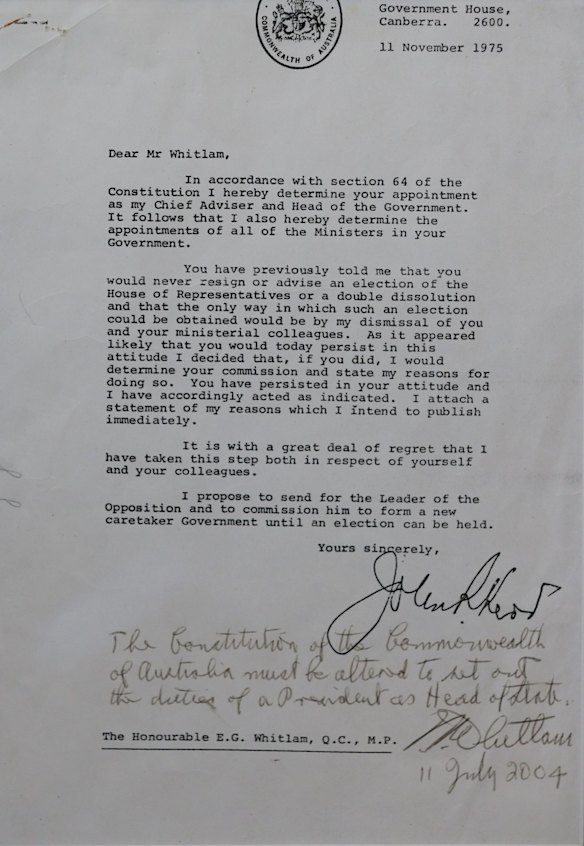 Government House,
Canberra. 2600.
11 November 1975
COMMONWEALTH OF AUSTRALIA
Dear Mr Whitlam,
In accordance with section 64 of the
Constitution I hereby determine your appointment
as my Chief Adviser and Head of the Government.
It follows that I also hereby determine the
appointments of all of the Ministers in your
Government.
You have previously told me that you
would never resign or advise an election of the
House of Representatives or a double dissolution
and that the only way in which such an election
could be obtained would be by my dismissal of you
and your ministerial colleagues. As it appeared
likely that you would today persist in this
attitude I decided that, if you did, I would
determine your commission and state my reasons for
doing so. You have persisted in your attitude and
I have accordingly acted as indicated. I attach a
statement of my reasons which I intend to publish
immediately.
It is with a great deal of regret that I
have taken this step both in respect of yourself
and your colleagues.
I propose to send for the Leader of the
Opposition and to commission him to form a new
caretaker Government until an election can be held.
Yours sincerely,
John R Kerr
The Constitution of the Commonwealth
of Australia must be altered to set out
the duties of a President as Head of State.
The Honourable E.G. Whitlam, Q.C., M.P.
Whitlam
11 July 2004